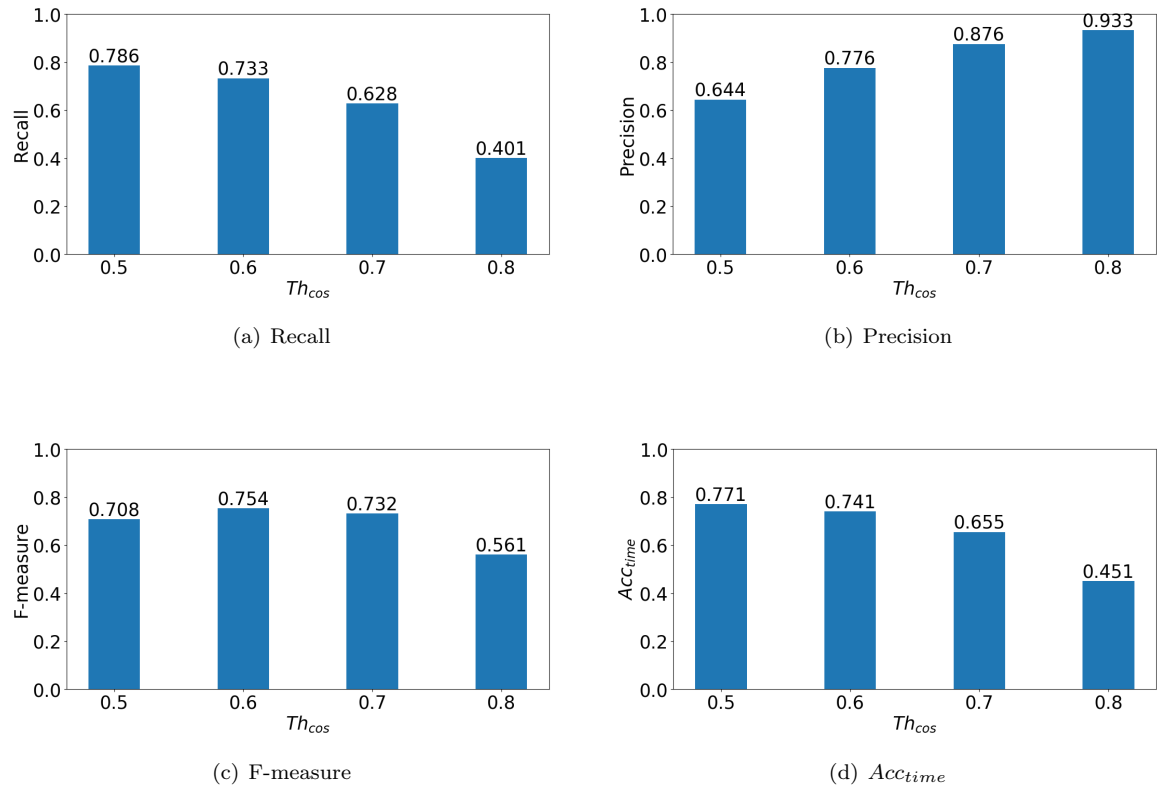 1.0
0.8
0.6
0.4
0.2
0.0
Recall
0.786
0.733
0.628
0.401
0.5 0.6 0.7 0.8
Th_cos
(a) Recall
1.0
0.8
0.6
0.4
0.2
0.0
Precision
0.644
0.776
0.876
0.933
0.5 0.6 0.7 0.8
Th_cos
(b) Precision
1.0
0.8
0.6
0.4
0.2
0.0
F-measure
0.708
0.754
0.732
0.561
0.5 0.6 0.7 0.8
Th_cos
(c) F-measure
1.0
0.8
0.6
0.4
0.2
0.0
Acc_time
0.771
0.741
0.655
0.451
0.5 0.6 0.7 0.8
Th_cos
(d) Acc_time